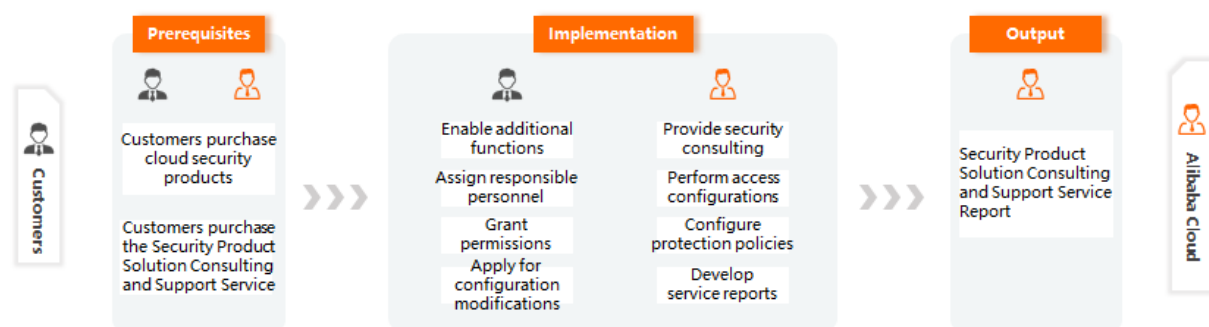 Customers
Prerequisites
Customers purchase
cloud security
products
Customers purchase
the Security Product
Solution Consulting
and Support Service
Implementation
Enable additional
functions
Assign responsible
personnel
Grant
permissions
Apply for
configuration
modifications
Provide security
consulting
Perform access
configurations
Configure
protection policies
Develop
service reports
Output
Security Product
Solution Consulting
and Support Service
Report
Alibaba Cloud